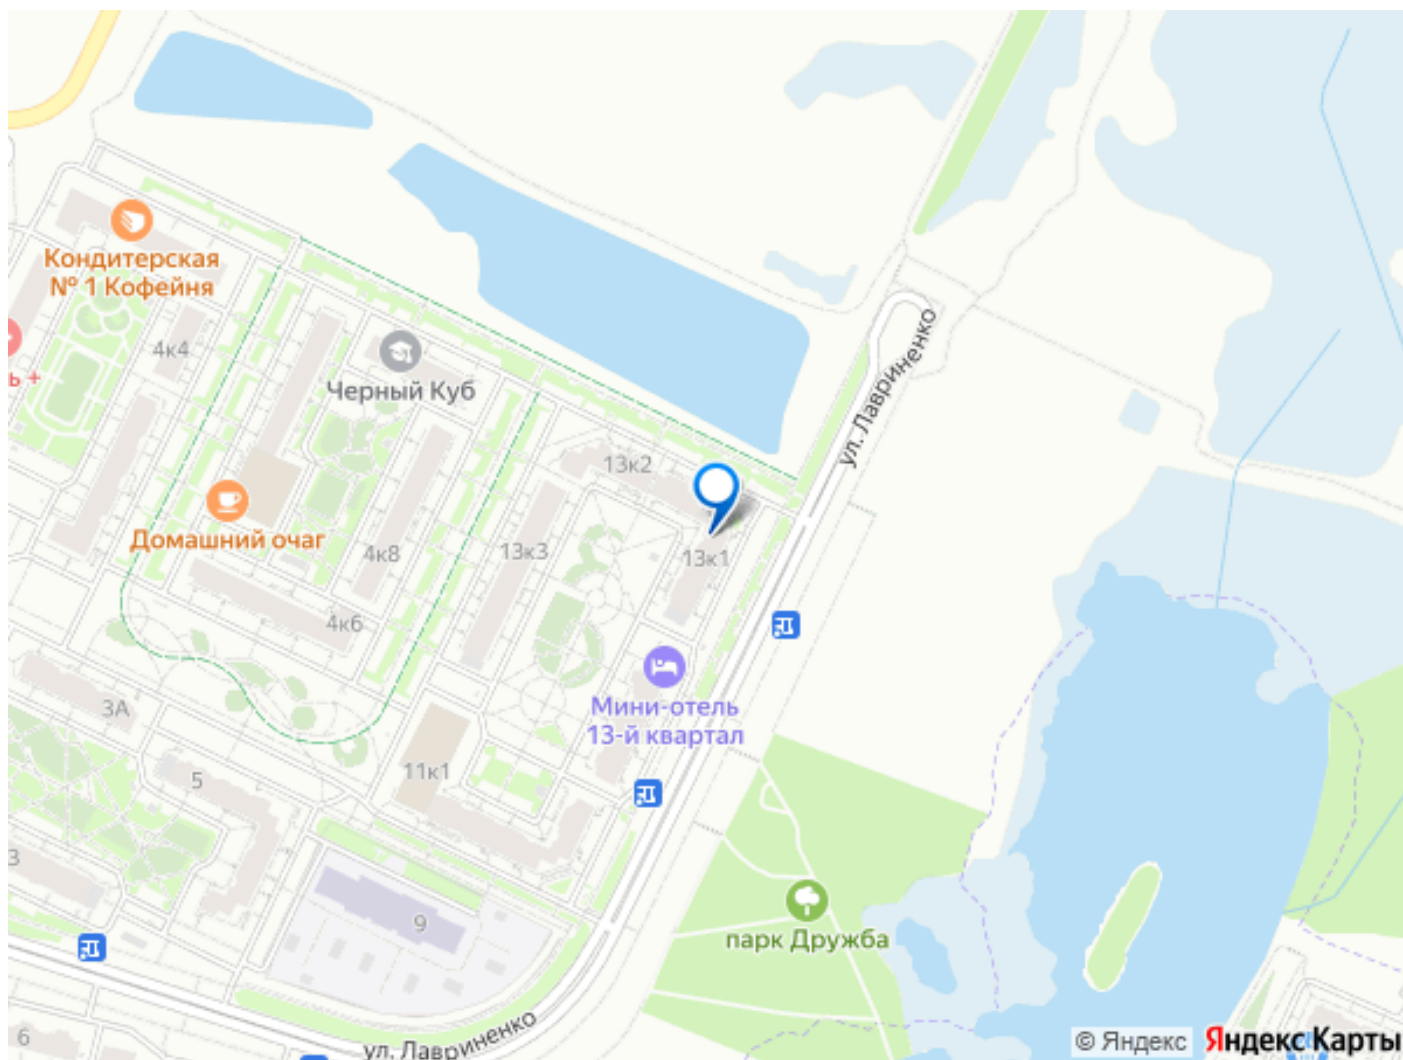 Кондитерская
№ 1 Кофейня
4к4
ь +
Черный Куб
ул. Лавриненко
13к2
Домашний очаг
4к8
13к3
13к1
4к6
3А
Мини-отель
13-й квартал
5
11к1
3
9
парк Дружба
6
ул. Лавриненко
© Яндекс Яндекс Карты